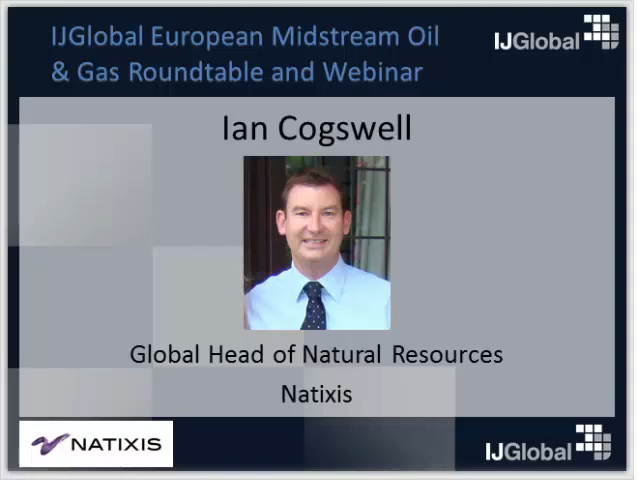 IJGlobal European Midstream Oil
& Gas Roundtable and Webinar
IJGlobal
Ian Cogswell
Global Head of Natural Resources
Natixis
NATIXIS
IJGlobal